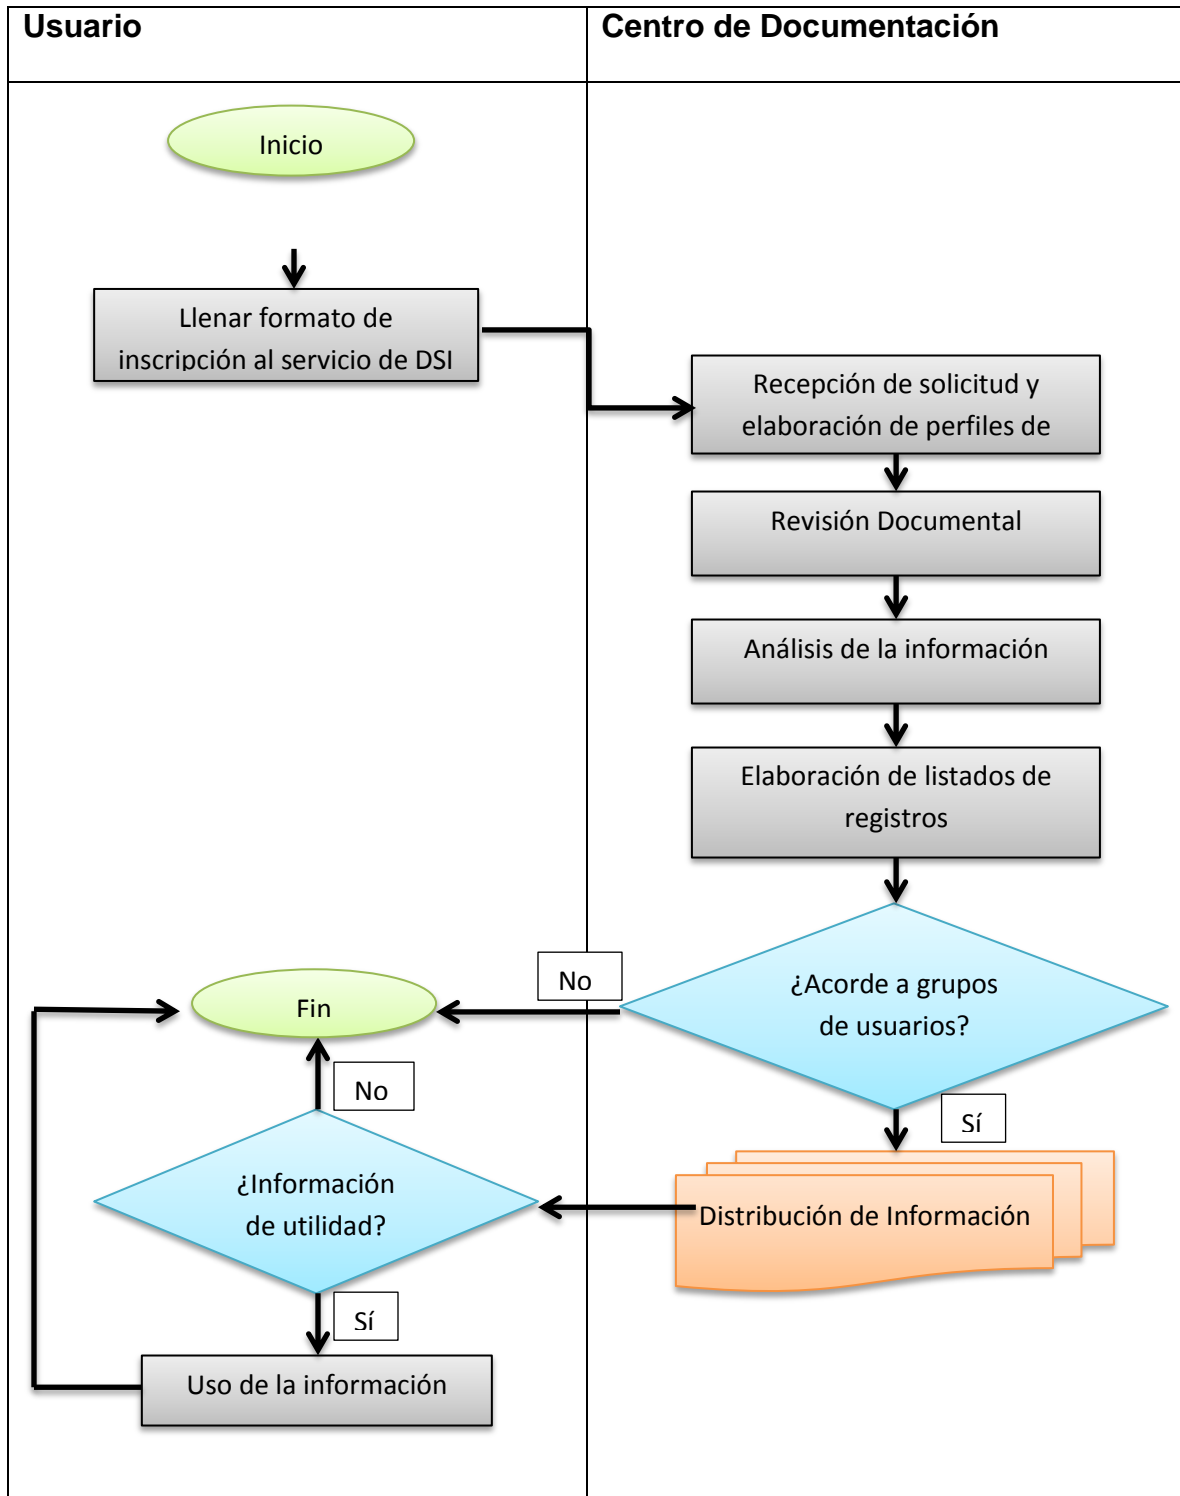 Usuario
Centro de Documentación
Inicio
Llenar formato de
inscripción al servicio de DSI
Recepción de solicitud y
elaboración de perfiles de
Revisión Documental
Análisis de la información
Elaboración de listados de
registros
¿Acorde a grupos
de usuarios?
No
Fin
No
Sí
¿Información
de utilidad?
Distribución de Información
Sí
Uso de la información